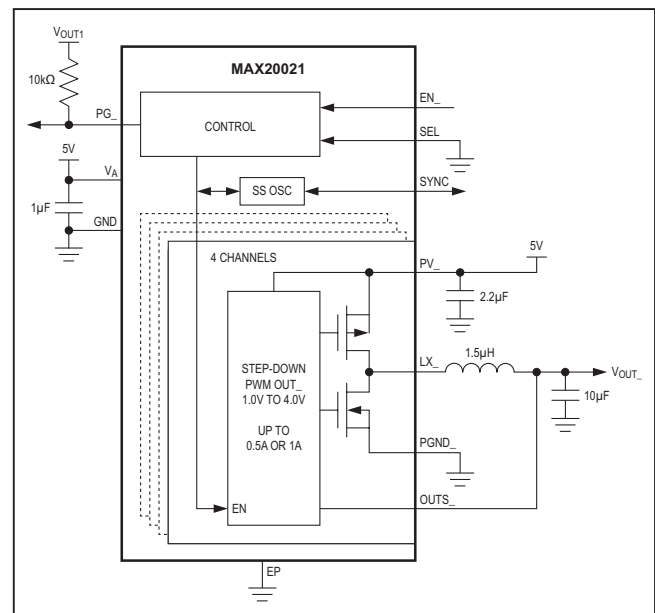 VOUT1
10kΩ
PG_
5V
VA
1µF
GND
MAX20021
CONTROL
EN_
SEL
SS OSC
SYNC
4 CHANNELS
PV_
5V
2.2µF
STEP-DOWN
PWM OUT_
1.0V TO 4.0V
UP TO
0.5A OR 1A
EN
LX_
1.5µH
VOUT_
10µF
PGND_
OUTS_
EP